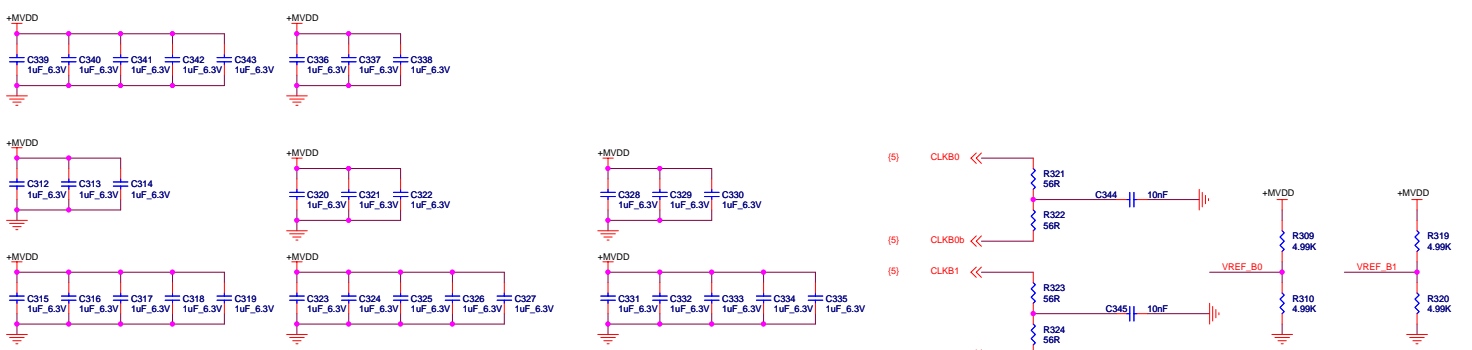 +MVDD +MVDD
C339 C340 C341 C342 C343 C336 C337 C338
1uF_6.3V 1uF_6.3V 1uF_6.3V 1uF_6.3V 1uF_6.3V 1uF_6.3V 1uF_6.3V 1uF_6.3V
+MVDD +MVDD +MVDD
C312 C313 C314
1uF_6.3V 1uF_6.3V 1uF_6.3V
C320 C321 C322 C328 C329 C330
1uF_6.3V 1uF_6.3V 1uF_6.3V 1uF_6.3V 1uF_6.3V 1uF_6.3V
+MVDD +MVDD +MVDD
C315 C316 C317 C318 C319 C323 C324 C325 C326 C327 C331 C332 C333 C334 C335
1uF_6.3V 1uF_6.3V 1uF_6.3V 1uF_6.3V 1uF_6.3V 1uF_6.3V 1uF_6.3V 1uF_6.3V 1uF_6.3V 1uF_6.3V 1uF_6.3V 1uF_6.3V 1uF_6.3V 1uF_6.3V 1uF_6.3V
{5} CLKB0
R321
56R
C344 10nF
R322
56R
{5} CLKB0b
{5} CLKB1
R323
56R
C345 10nF
R324
56R
+MVDD +MVDD
R309 R319
4.99K 4.99K
VREF_B0 VREF_B1
R310 R320
4.99K 4.99K